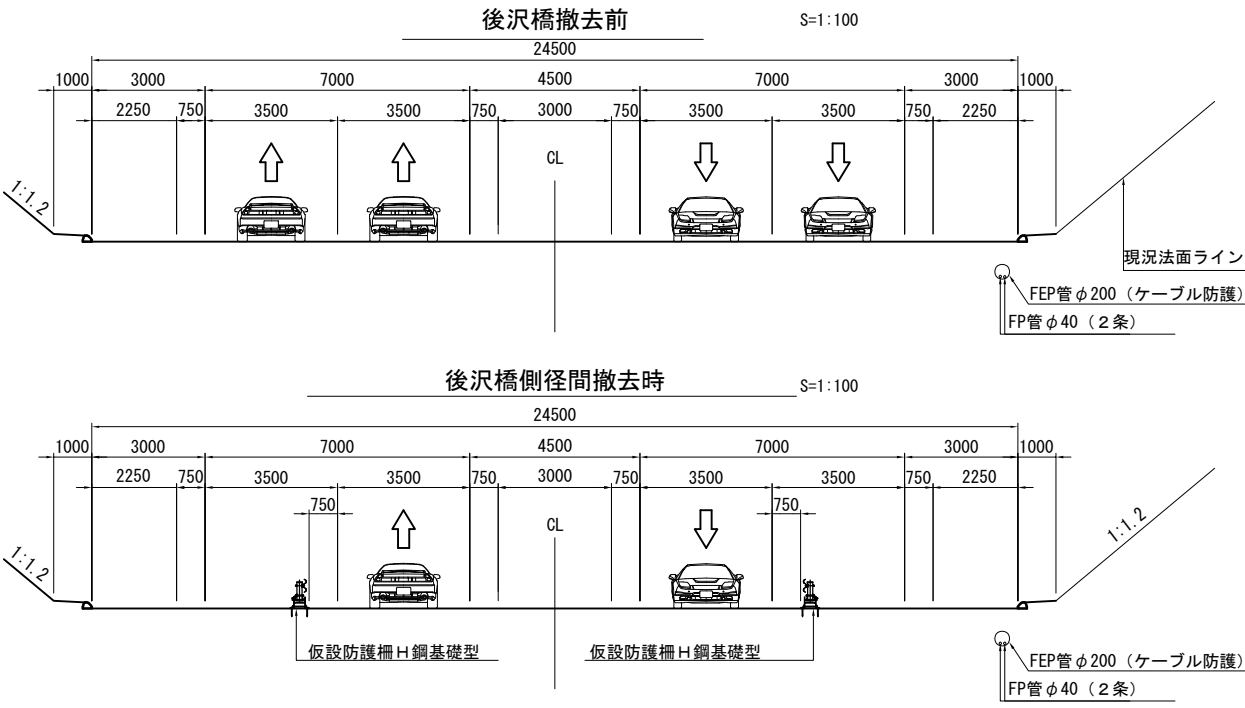 後沢橋撤去前 S=1:100
24500
1000 3000 7000 4500 7000 3000 1000
2250 750 3500 3500 750 3000 750 3500 3500 750 2250
CL
1:1.2
現況法面ライン
FEP管φ200（ケーブル防護）
FP管φ40（２条）
後沢橋側径間撤去時 S=1:100
24500
1000 3000 7000 4500 7000 3000 1000
2250 750 3500 3500 750 3000 750 3500 3500 750 2250
750 750
CL
1:1.2 1:1.2
仮設防護柵Ｈ鋼基礎型 仮設防護柵Ｈ鋼基礎型
FEP管φ200（ケーブル防護）
FP管φ40（２条）